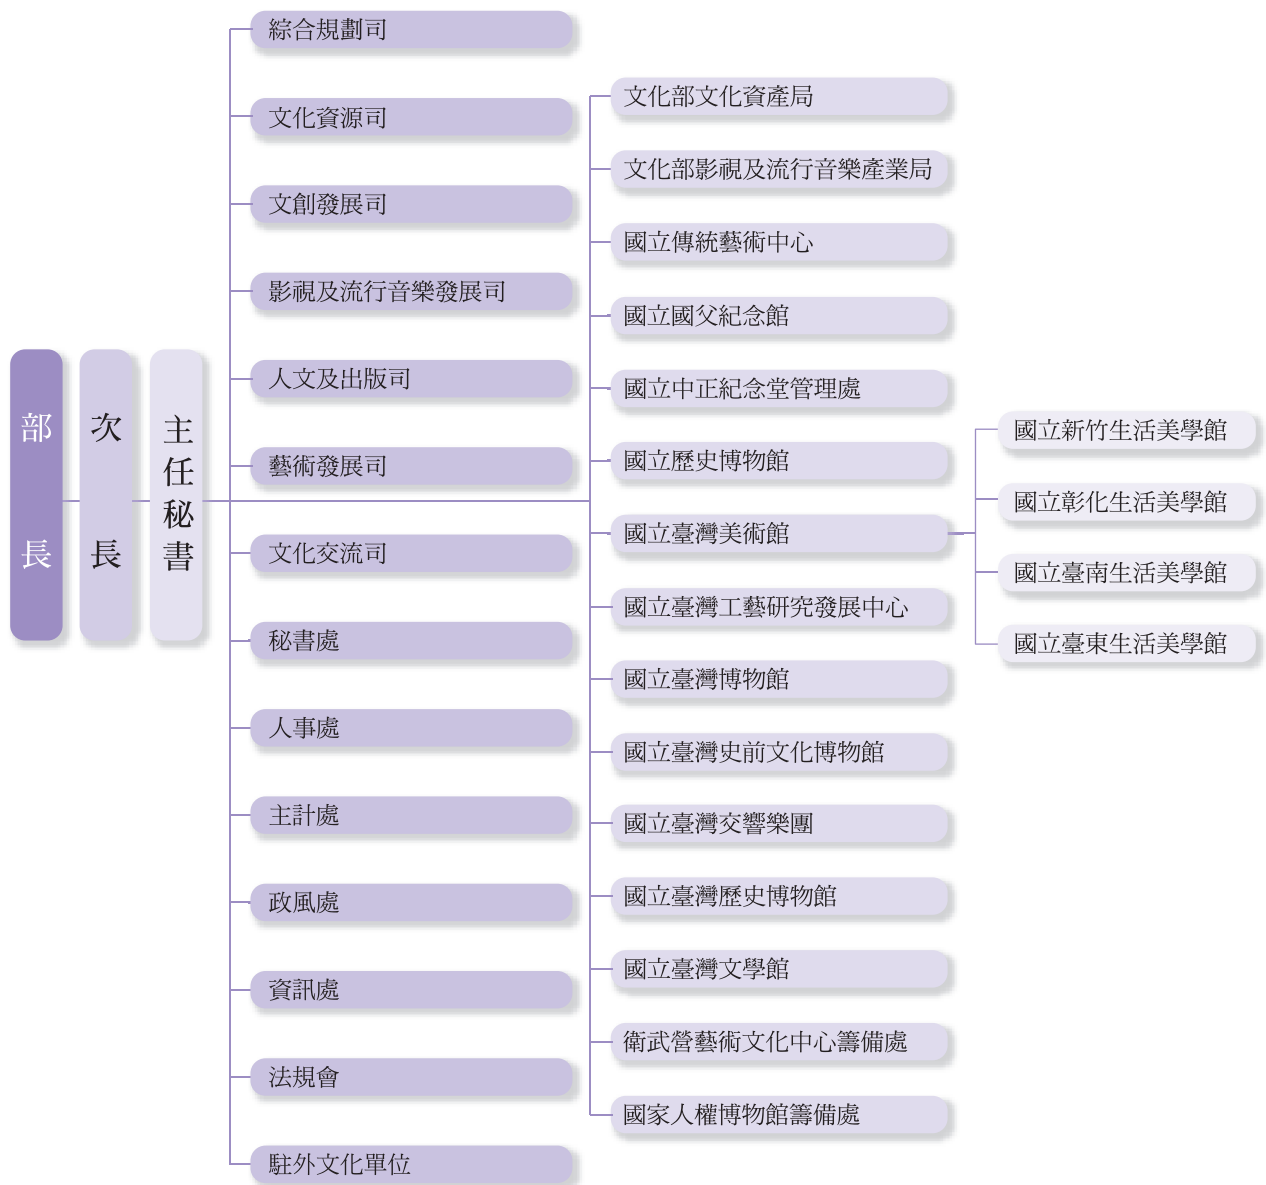 部長
次長
主任秘書
綜合規劃司
文化資源司
文創發展司
影視及流行音樂發展司
人文及出版司
藝術發展司
文化交流司
秘書處
人事處
主計處
政風處
資訊處
法規會
駐外文化單位
文化部文化資產局
文化部影視及流行音樂產業局
國立傳統藝術中心
國立國父紀念館
國立中正紀念堂管理處
國立歷史博物館
國立臺灣美術館
國立臺灣工藝研究發展中心
國立臺灣博物館
國立臺灣史前文化博物館
國立臺灣交響樂團
國立臺灣歷史博物館
國立臺灣文學館
衛武營藝術文化中心籌備處
國家人權博物館籌備處
國立新竹生活美學館
國立彰化生活美學館
國立臺南生活美學館
國立臺東生活美學館